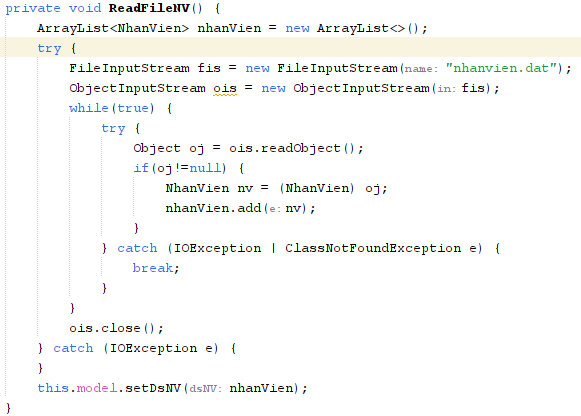 private void ReadFileNV() {
    ArrayList<NhanVien> nhanVien = new ArrayList<>();
    try {
        FileInputStream fis = new FileInputStream(name: "nhanvien.dat");
        ObjectInputStream ois = new ObjectInputStream(in: fis);
        while(true) {
            try {
                Object oj = ois.readObject();
                if(oj!=null) {
                    NhanVien nv = (NhanVien) oj;
                    nhanVien.add(e: nv);
                }
            } catch (IOException | ClassNotFoundException e) {
                break;
            }
        }
        ois.close();
    } catch (IOException e) {
    }
    this.model.setDsNV(dsNV: nhanVien);
}